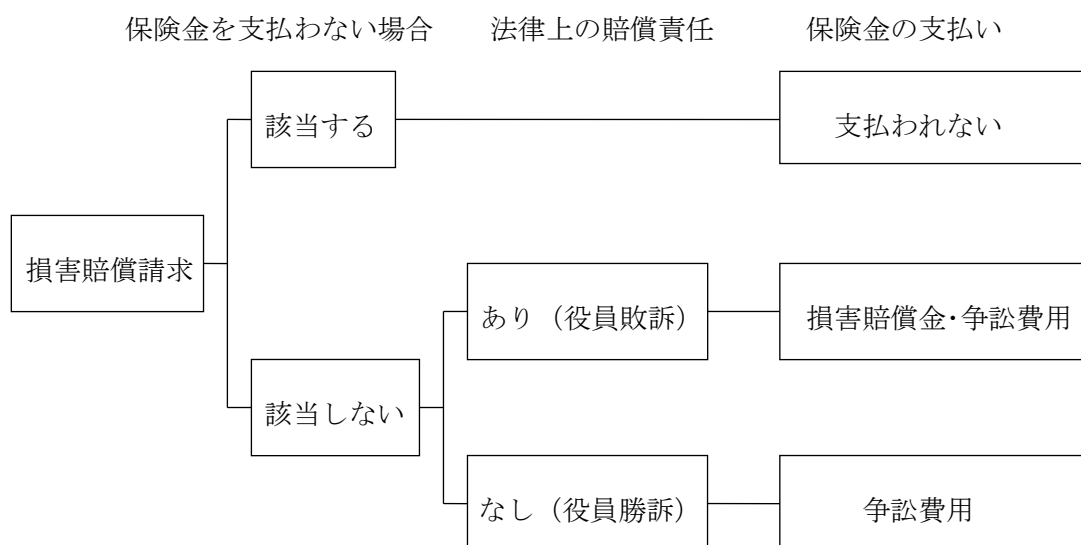 保険金を支払わない場合 法律上の賠償責任 保険金の支払い
該当する 支払われない
損害賠償請求
あり（役員敗訴） 損害賠償金・争訟費用
該当しない
なし（役員勝訴） 争訟費用